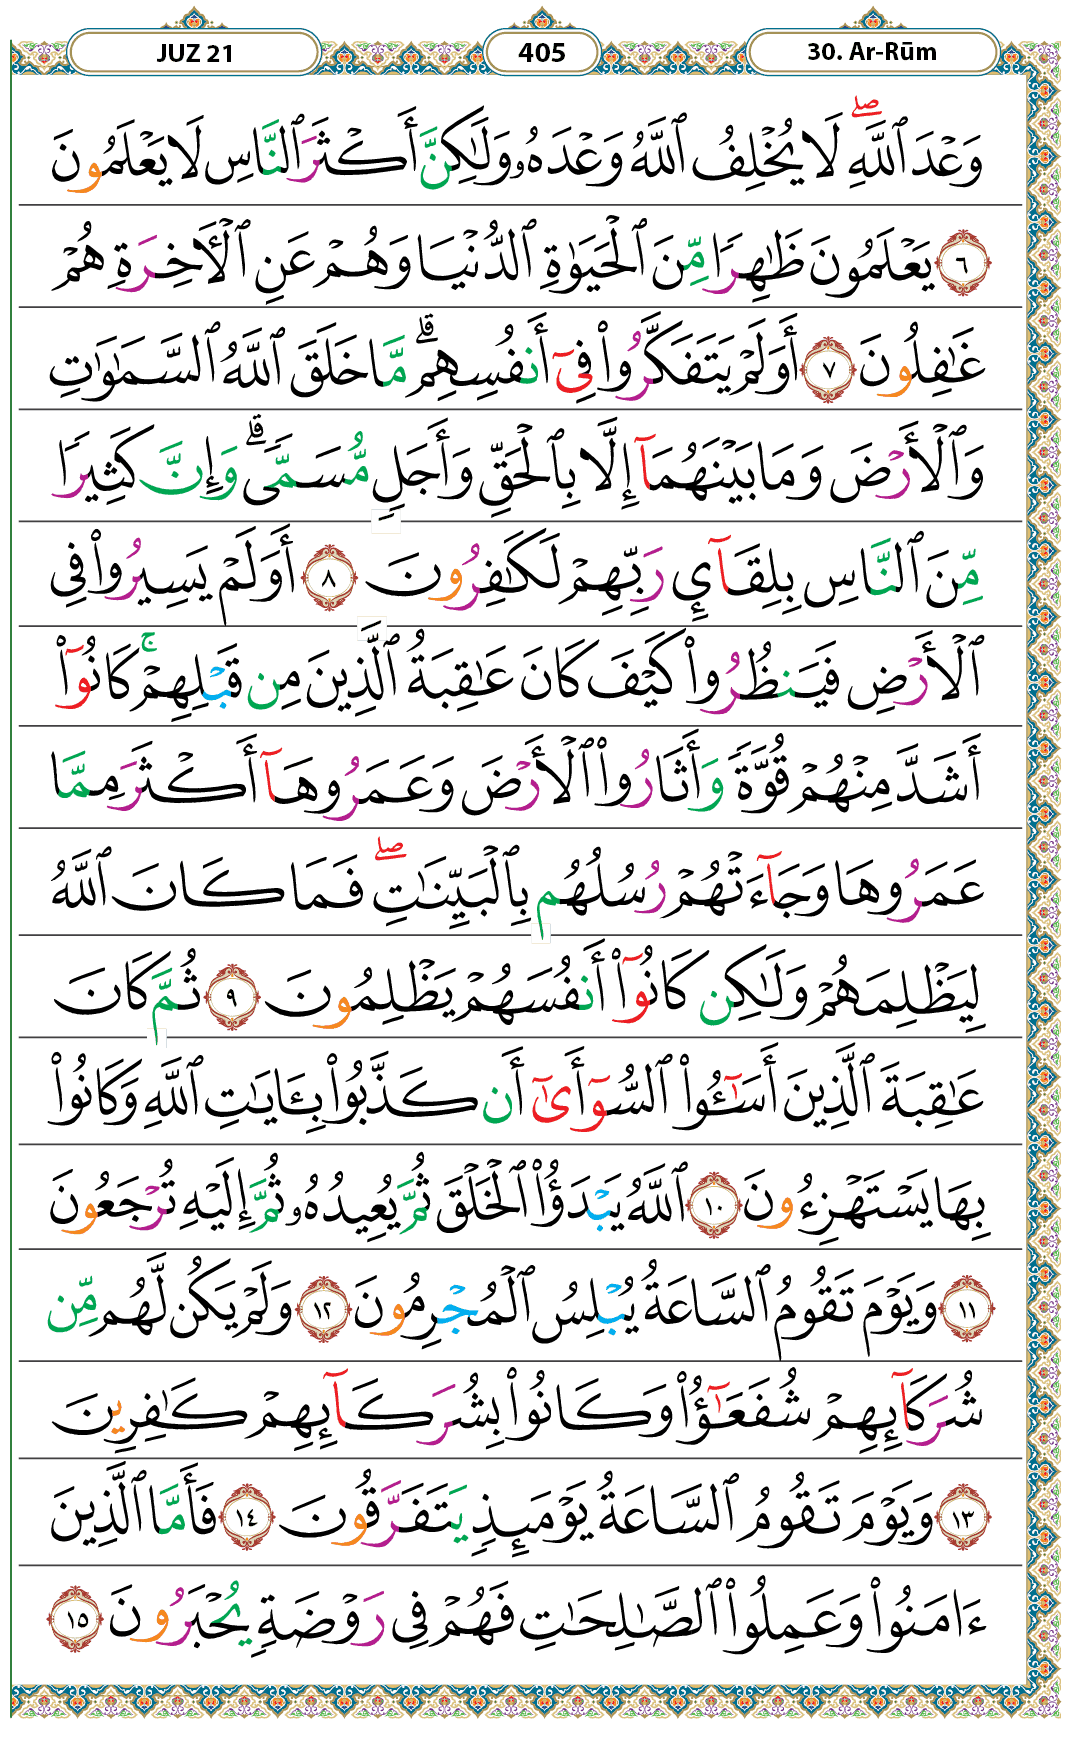 JUZ 21
405
30. Ar-Rūm
وَعْدَ ٱللَّهِۖ لَا يُخْلِفُ ٱللَّهُ وَعْدَهُۥ وَلَٰكِنَّ أَكْثَرَ ٱلنَّاسِ لَا يَعْلَمُونَ
٦ يَعْلَمُونَ ظَٰهِرًا مِّنَ ٱلْحَيَوٰةِ ٱلدُّنْيَا وَهُمْ عَنِ ٱلْأَخِرَةِ هُمْ
غَٰفِلُونَ ٧ أَوَلَمْ يَتَفَكَّرُوا۟ فِىٓ أَنفُسِهِمۗ مَّا خَلَقَ ٱللَّهُ ٱلسَّمَٰوَٰتِ
وَٱلْأَرْضَ وَمَا بَيْنَهُمَآ إِلَّا بِٱلْحَقِّ وَأَجَلٍ مُّسَمًّىۗ وَإِنَّ كَثِيرًا
مِّنَ ٱلنَّاسِ بِلِقَآئِ رَبِّهِمْ لَكَٰفِرُونَ ٨ أَوَلَمْ يَسِيرُوا۟ فِى
ٱلْأَرْضِ فَيَنظُرُوا۟ كَيْفَ كَانَ عَٰقِبَةُ ٱلَّذِينَ مِن قَبْلِهِمْۚ كَانُوٓا۟
أَشَدَّ مِنْهُمْ قُوَّةً وَأَثَارُوا۟ ٱلْأَرْضَ وَعَمَرُوهَآ أَكْثَرَ مِمَّا
عَمَرُوهَا وَجَآءَتْهُمْ رُسُلُهُم بِٱلْبَيِّنَٰتِۖ فَمَا كَانَ ٱللَّهُ
لِيَظْلِمَهُمْ وَلَٰكِن كَانُوٓا۟ أَنفُسَهُمْ يَظْلِمُونَ ٩ ثُمَّ كَانَ
عَٰقِبَةَ ٱلَّذِينَ أَسَٰٓـُٔوا۟ ٱلسُّوٓأَىٰٓ أَن كَذَّبُوا۟ بِـَٔايَٰتِ ٱللَّهِ وَكَانُوا۟
بِهَا يَسْتَهْزِءُونَ ١٠ ٱللَّهُ يَبْدَؤُا۟ ٱلْخَلْقَ ثُمَّ يُعِيدُهُۥ ثُمَّ إِلَيْهِ تُرْجَعُونَ
١١ وَيَوْمَ تَقُومُ ٱلسَّاعَةُ يُبْلِسُ ٱلْمُجْرِمُونَ ١٢ وَلَمْ يَكُن لَّهُم مِّن
شُرَكَآئِهِمْ شُفَعَٰٓؤُا۟ وَكَانُوا۟ بِشُرَكَآئِهِمْ كَٰفِرِينَ
١٣ وَيَوْمَ تَقُومُ ٱلسَّاعَةُ يَوْمَئِذٍ يَتَفَرَّقُونَ ١٤ فَأَمَّا ٱلَّذِينَ
ءَامَنُوا۟ وَعَمِلُوا۟ ٱلصَّٰلِحَٰتِ فَهُمْ فِى رَوْضَةٍ يُحْبَرُونَ ١٥